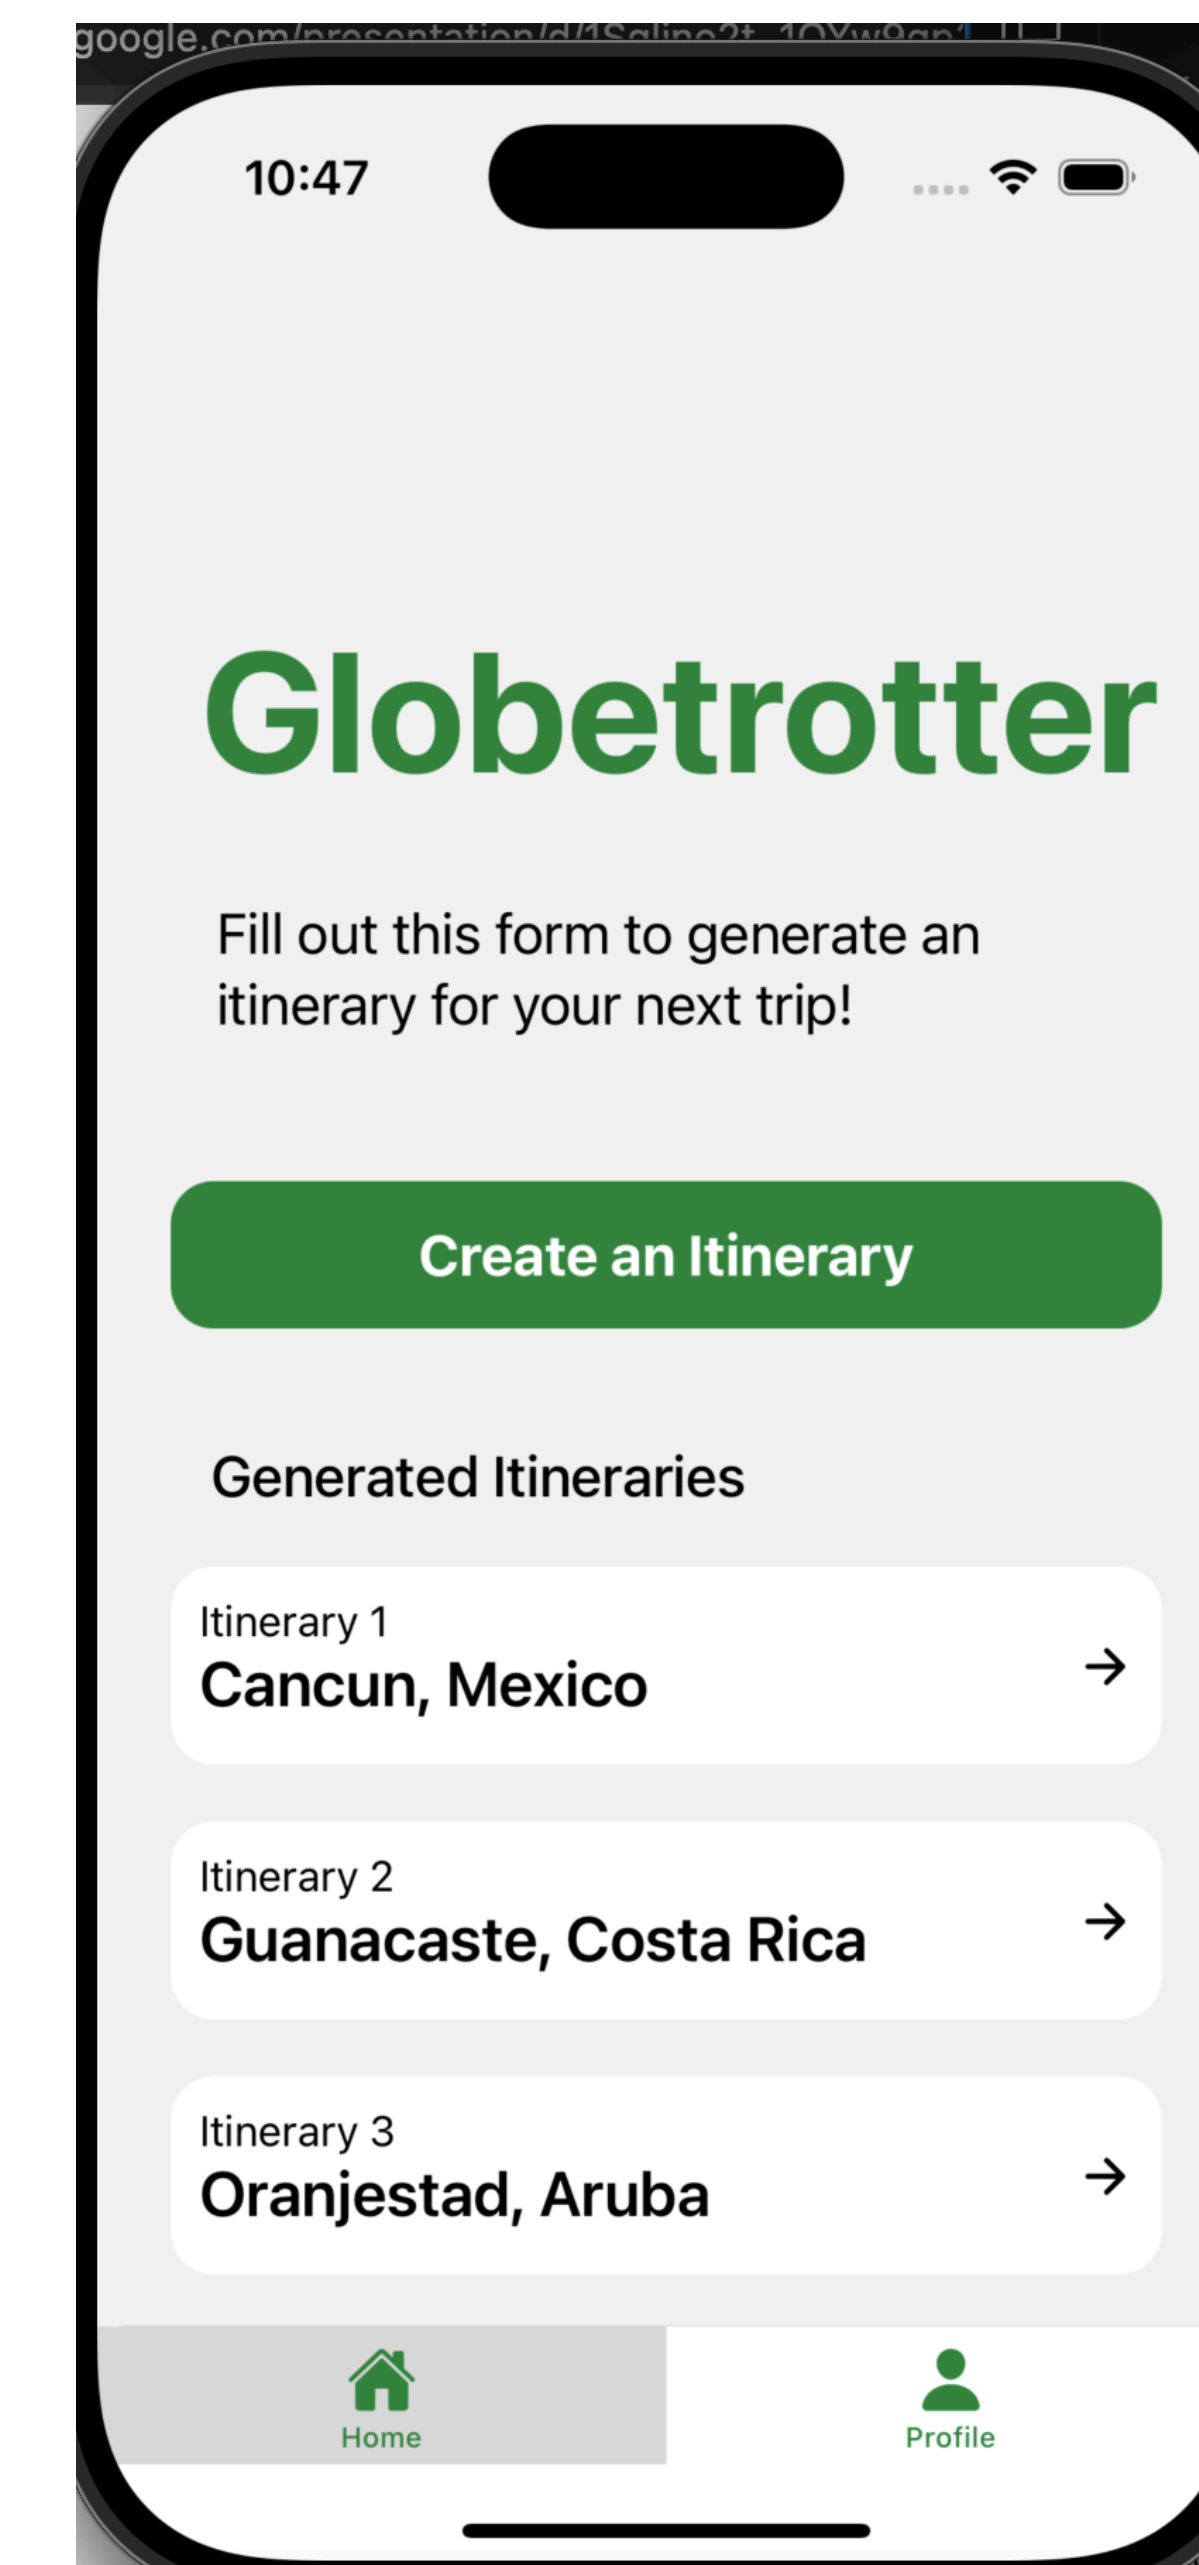 10:47
Globetrotter
Fill out this form to generate an
itinerary for your next trip!
Create an Itinerary
Generated Itineraries
Itinerary 1
Cancun, Mexico
Itinerary 2
Guanacaste, Costa Rica
Itinerary 3
Oranjestad, Aruba
Home
Profile